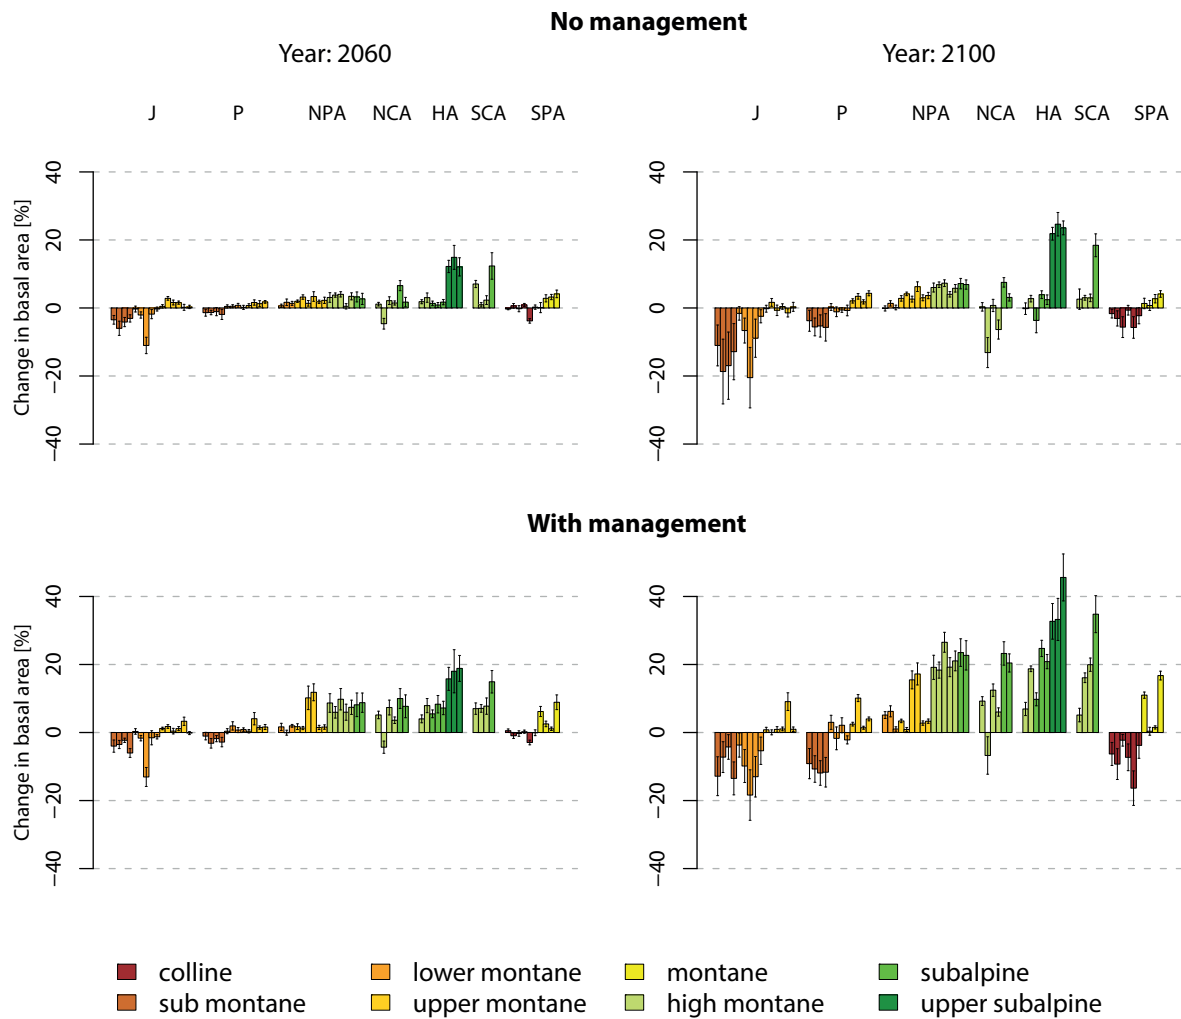 No management
Year: 2060 Year: 2100
J P NPA NCA HA SCA SPA J P NPA NCA HA SCA SPA
Change in basal area [%]
40 20 0 −20 −40
40 20 0 −20 −40
With management
Change in basal area [%]
40 20 0 −20 −40
40 20 0 −20 −40
colline lower montane montane subalpine
sub montane upper montane high montane upper subalpine